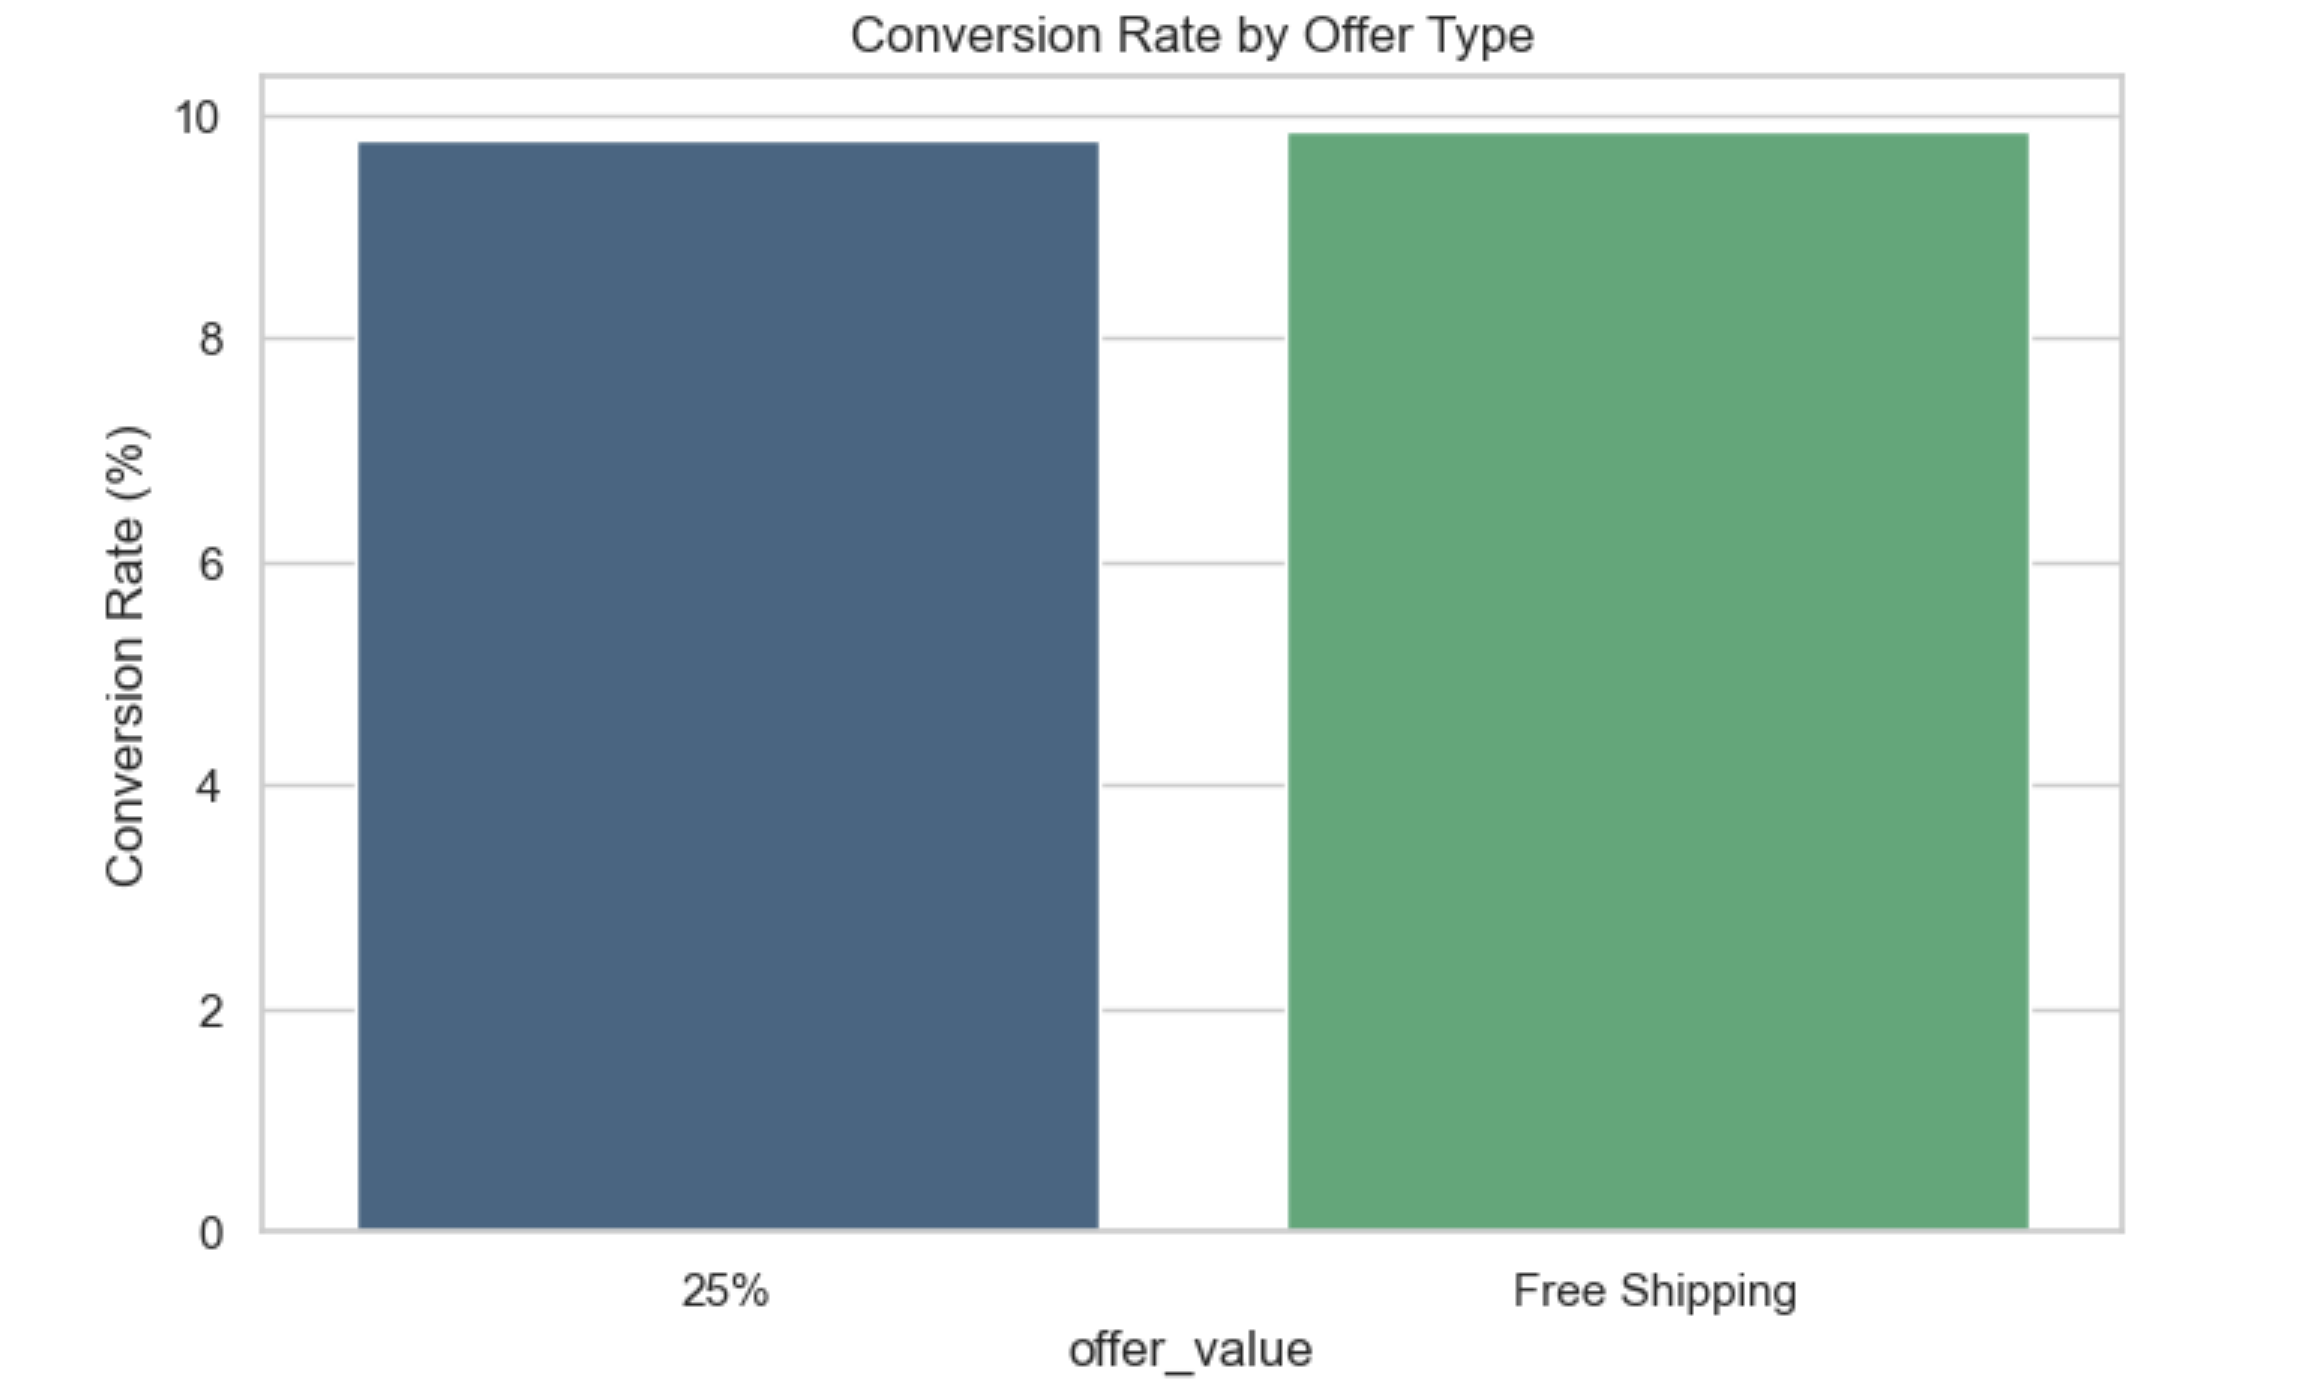 Conversion Rate by Offer Type
Conversion Rate (%)
10
8
6
4
2
0
25%
Free Shipping
offer_value